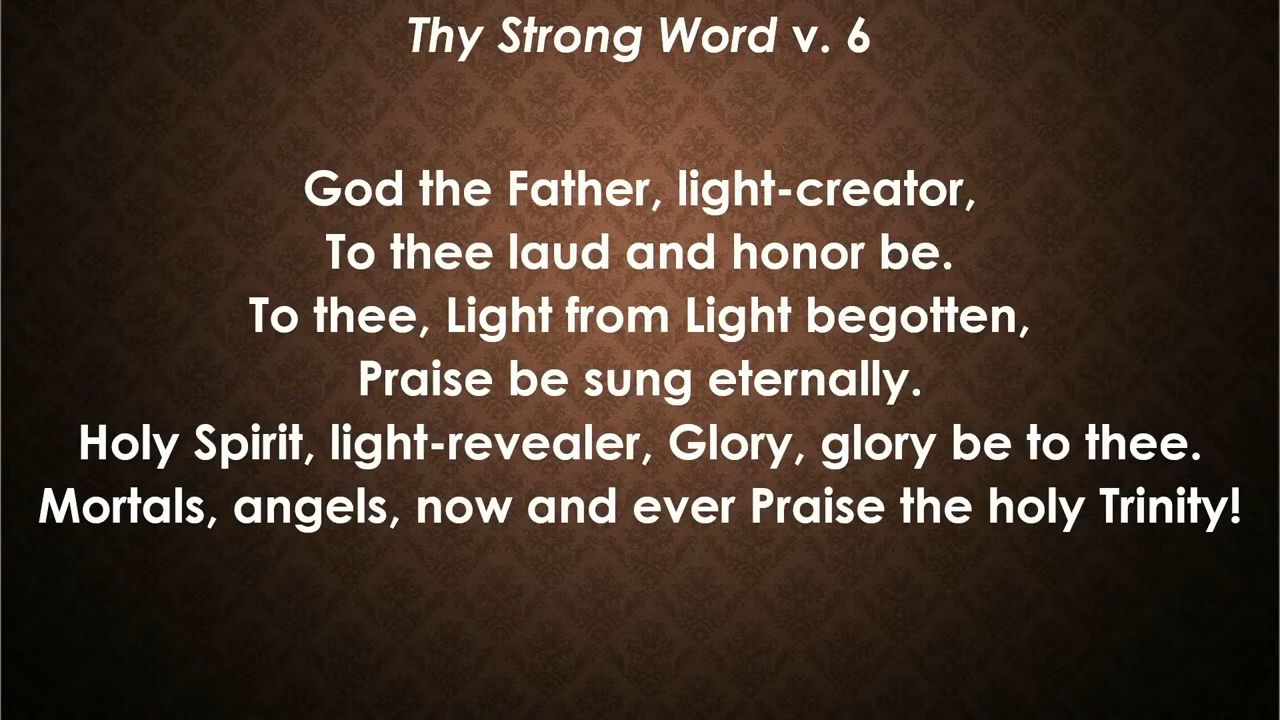 Thy Strong Word v. 6
God the Father, light-creator,
To thee laud and honor be.
To thee, Light from Light begotten,
Praise be sung eternally.
Holy Spirit, light-revealer, Glory, glory be to thee.
Mortals, angels, now and ever Praise the holy Trinity!